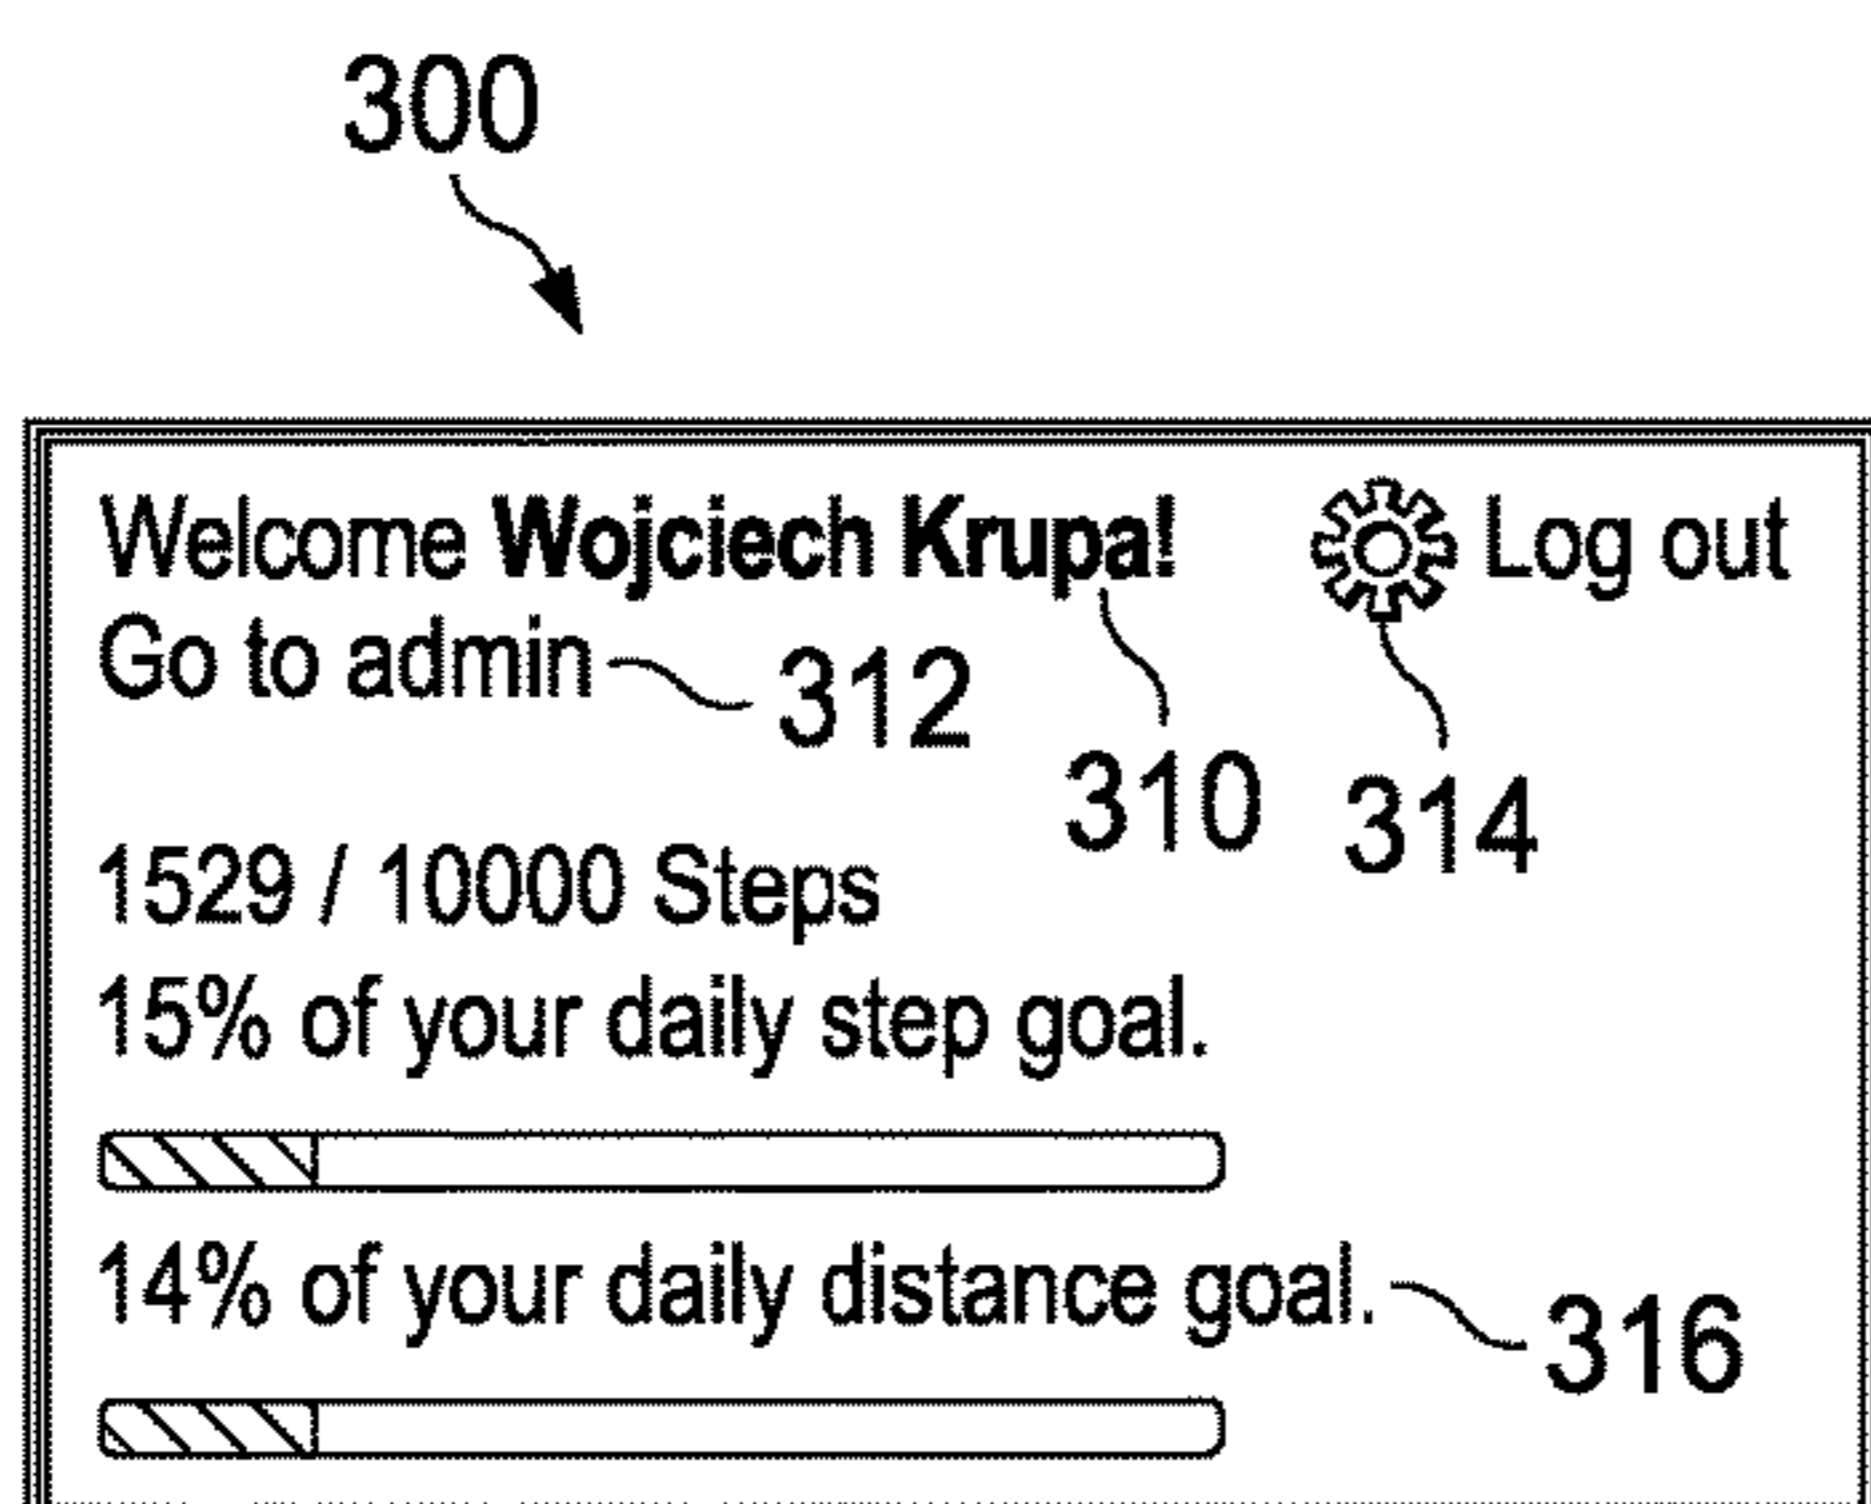 300
Welcome Wojciech Krupa! Log out
Go to admin 312
310 314
1529 / 10000 Steps
15% of your daily step goal.
14% of your daily distance goal.
316